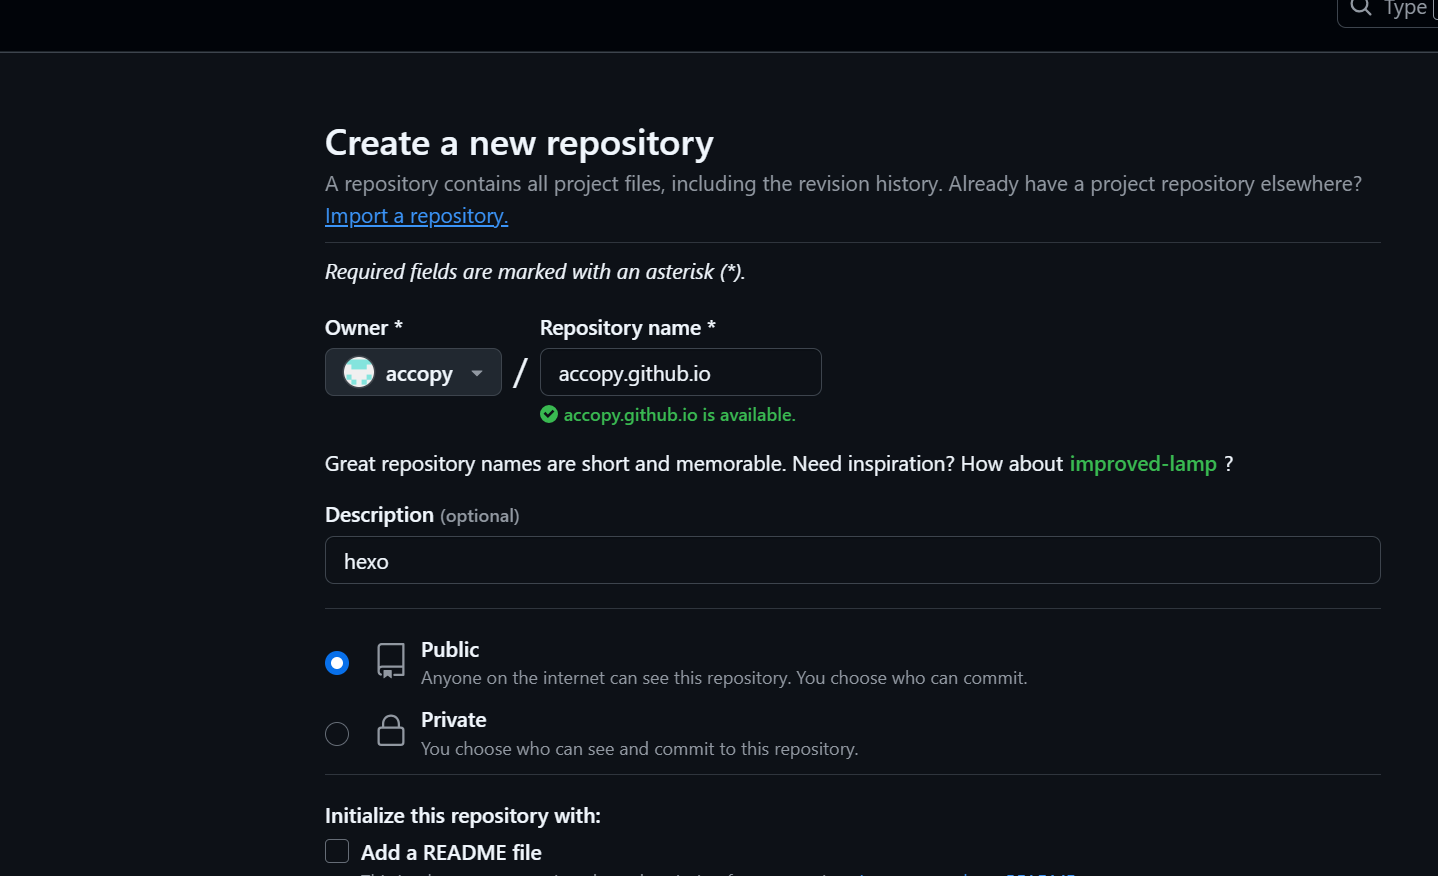 Type
Create a new repository
A repository contains all project files, including the revision history. Already have a project repository elsewhere?
Import a repository.
Required fields are marked with an asterisk (*).
Owner *
Repository name *
accopy
/
accopy.github.io
accopy.github.io is available.
Great repository names are short and memorable. Need inspiration? How about improved-lamp ?
Description (optional)
hexo
Public
Anyone on the internet can see this repository. You choose who can commit.
Private
You choose who can see and commit to this repository.
Initialize this repository with:
Add a README file